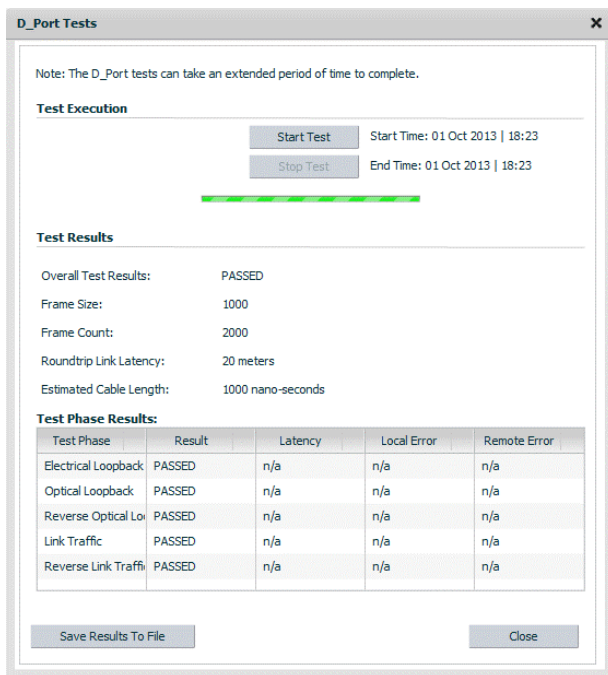 D_Port Tests
Note: The D_Port tests can take an extended period of time to complete.
Test Execution
Start Test Start Time: 01 Oct 2013 | 18:23
Stop Test End Time: 01 Oct 2013 | 18:23
Test Results
Overall Test Results: PASSED
Frame Size: 1000
Frame Count: 2000
Roundtrip Link Latency: 20 meters
Estimated Cable Length: 1000 nano-seconds
Test Phase Results:
Test Phase Result Latency Local Error Remote Error
Electrical Loopback PASSED n/a n/a n/a
Optical Loopback PASSED n/a n/a n/a
Reverse Optical Lo PASSED n/a n/a n/a
Link Traffic PASSED n/a n/a n/a
Reverse Link Traffi PASSED n/a n/a n/a
Save Results To File Close